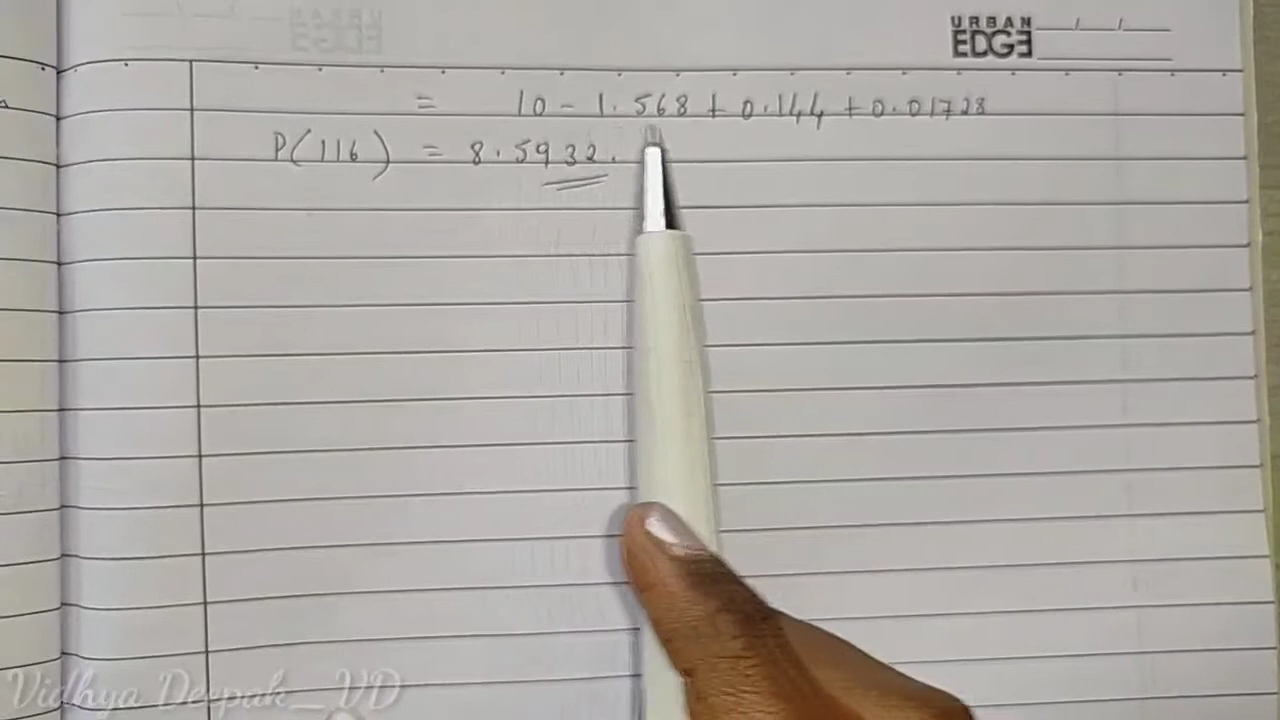 URBAN
EDGE
= 10 - 1.568 + 0.144 + 0.01728
P(116) = 8.5932.
Vidhya Deepak_VD